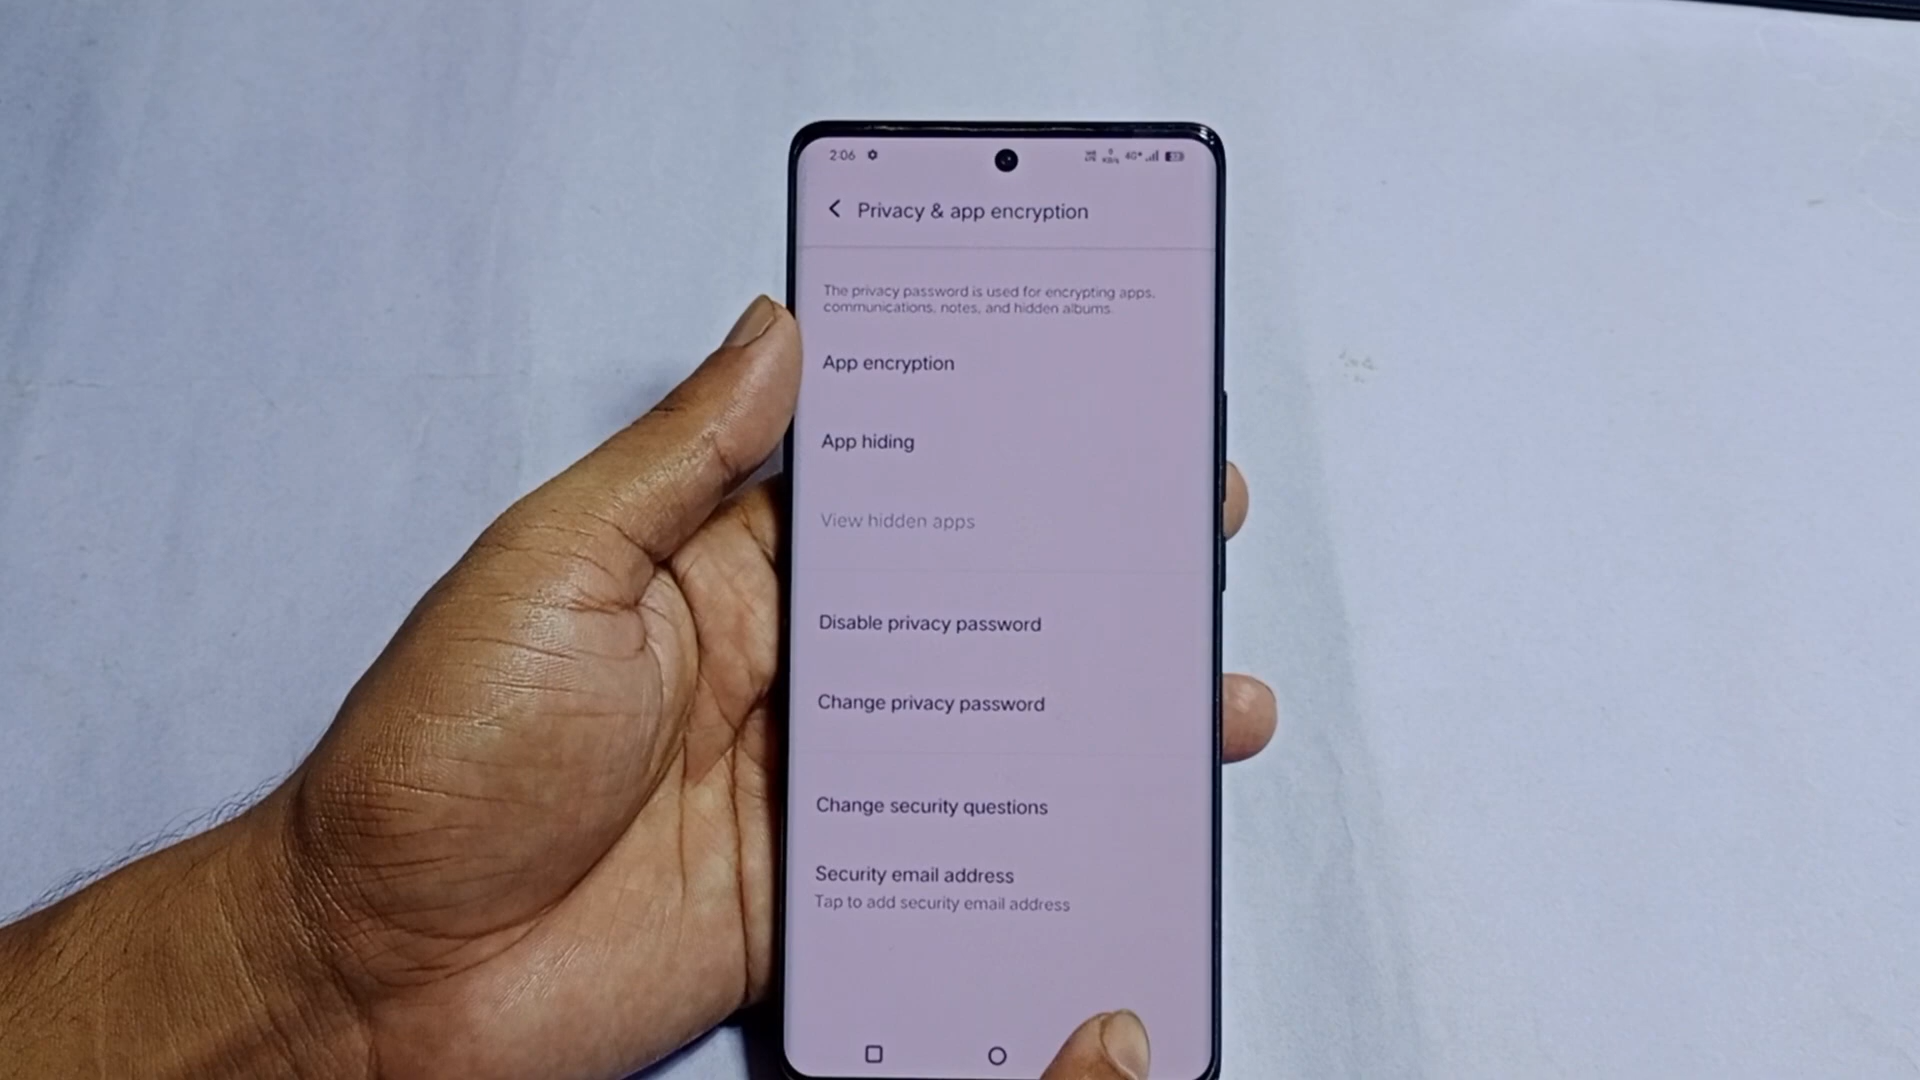 2:06 4G+
Privacy & app encryption
The privacy password is used for encrypting apps,
communications, notes, and hidden albums.
App encryption
App hiding
View hidden apps
Disable privacy password
Change privacy password
Change security questions
Security email address
Tap to add security email address